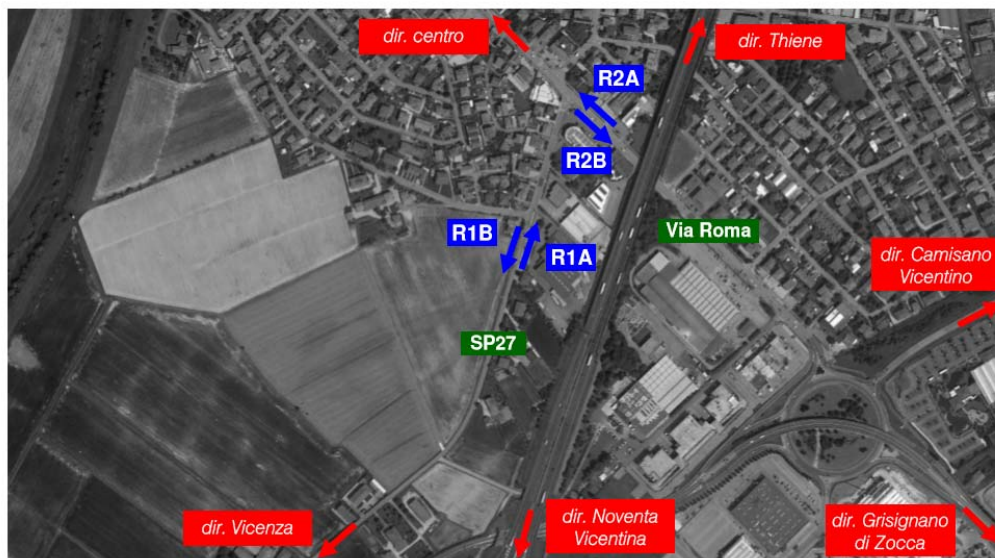 dir. centro
dir. Thiene
R2A
R2B
R1B
R1A
Via Roma
dir. Camisano
Vicentino
SP27
dir. Vicenza
dir. Noventa
Vicentina
dir. Grisignano
di Zocca